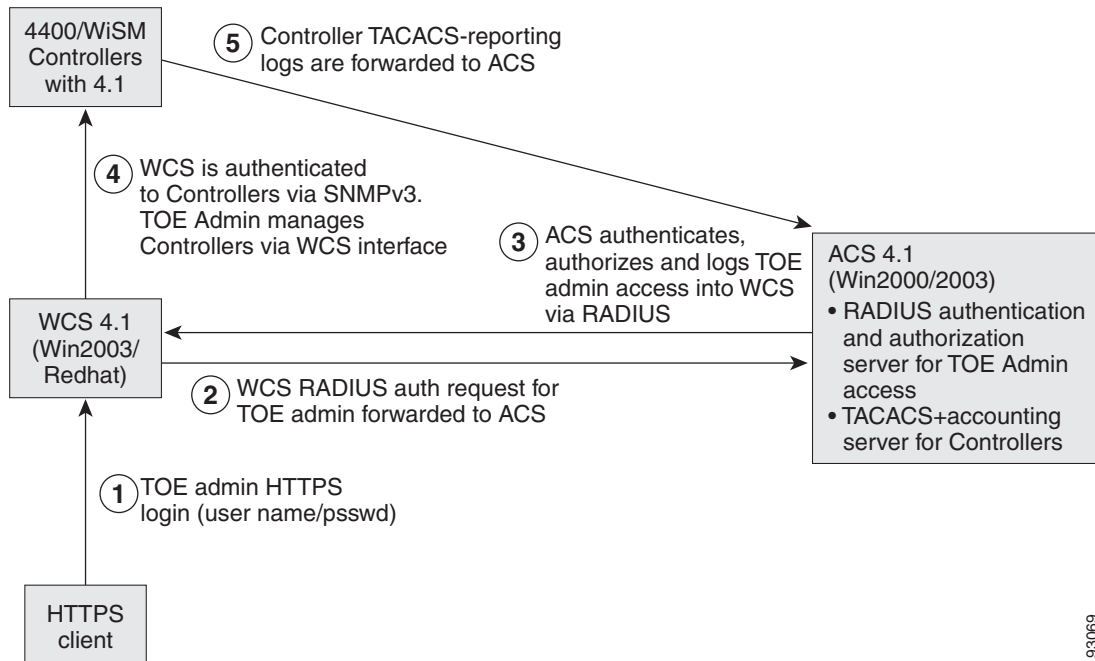 4400/WiSM
Controllers
with 4.1
5 Controller TACACS-reporting
logs are forwarded to ACS
4 WCS is authenticated
to Controllers via SNMPv3.
TOE Admin manages
Controllers via WCS interface
3 ACS authenticates,
authorizes and logs TOE
admin access into WCS
via RADIUS
ACS 4.1
(Win2000/2003)
• RADIUS authentication
and authorization
server for TOE Admin
access
• TACACS+accounting
server for Controllers
WCS 4.1
(Win2003/
Redhat)
2 WCS RADIUS auth request for
TOE admin forwarded to ACS
1 TOE admin HTTPS
login (user name/psswd)
HTTPS
client
93069